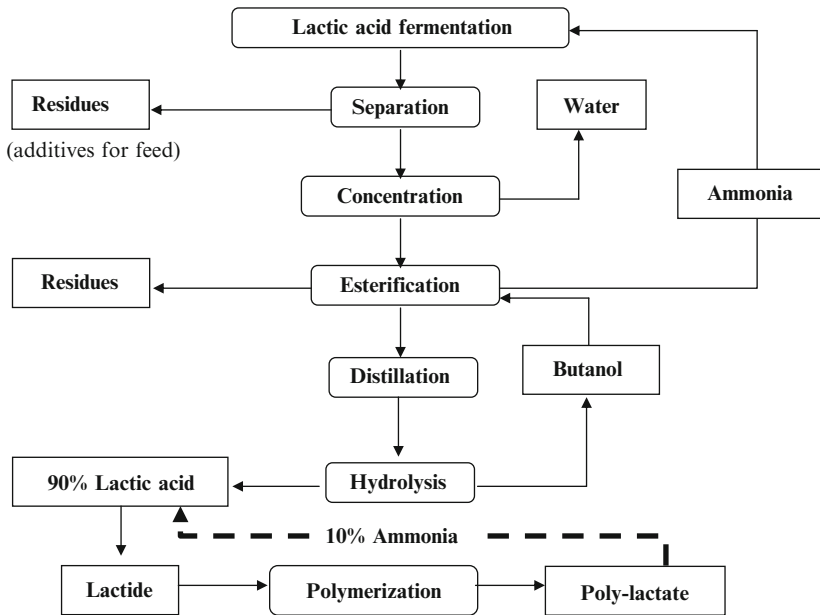 Lactic acid fermentation
Residues
(additives for feed)
Separation
Water
Concentration
Ammonia
Residues
Esterification
Distillation
Butanol
90% Lactic acid
Hydrolysis
10% Ammonia
Lactide
Polymerization
Poly-lactate